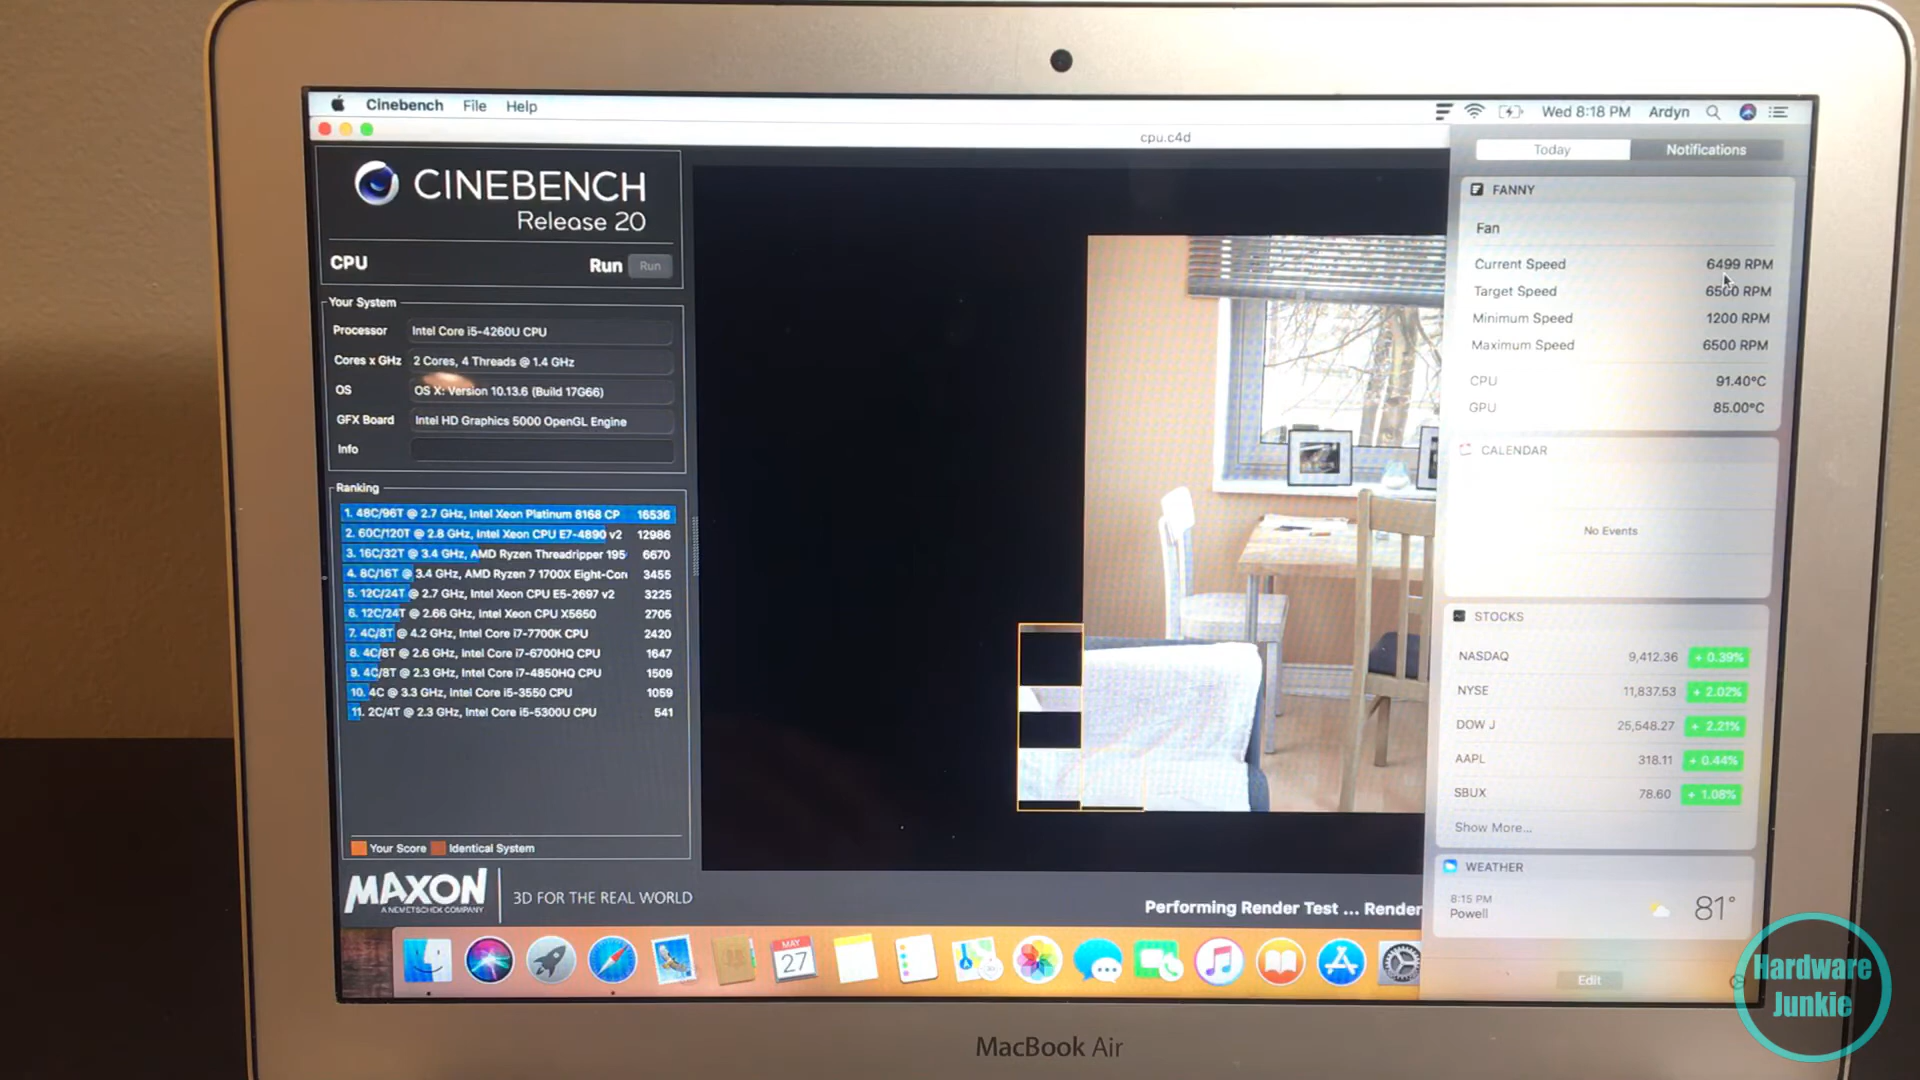 Cinebench File Help
Wed 8:18 PM Ardyn
cpu.c4d
CINEBENCH
Release 20
CPU Run Run
Your System
Processor Intel Core i5-4260U CPU
Cores x GHz 2 Cores, 4 Threads @ 1.4 GHz
OS OS X: Version 10.13.6 (Build 17G66)
GFX Board Intel HD Graphics 5000 OpenGL Engine
Info
Ranking
1. 48C/96T @ 2.7 GHz, Intel Xeon Platinum 8168 CP 16536
2. 60C/120T @ 2.8 GHz, Intel Xeon CPU E7-4890 v2 12986
3. 16C/32T @ 3.4 GHz, AMD Ryzen Threadripper 195 6670
4. 8C/16T @ 3.4 GHz, AMD Ryzen 7 1700X Eight-Cor 3455
5. 12C/24T @ 2.7 GHz, Intel Xeon CPU E5-2697 v2 3225
6. 12C/24T @ 2.66 GHz, Intel Xeon CPU X5650 2705
7. 4C/8T @ 4.2 GHz, Intel Core i7-7700K CPU 2420
8. 4C/8T @ 2.6 GHz, Intel Core i7-6700HQ CPU 1647
9. 4C/8T @ 2.3 GHz, Intel Core i7-4850HQ CPU 1509
10. 4C @ 3.3 GHz, Intel Core i5-3550 CPU 1059
11. 2C/4T @ 2.3 GHz, Intel Core i5-5300U CPU 541
Your Score Identical System
MAXON
A NEMETSCHEK COMPANY
3D FOR THE REAL WORLD
Performing Render Test ... Render
Today Notifications
FANNY
Fan
Current Speed 6499 RPM
Target Speed 6500 RPM
Minimum Speed 1200 RPM
Maximum Speed 6500 RPM
CPU 91.40°C
GPU 85.00°C
CALENDAR
No Events
STOCKS
NASDAQ 9,412.36 + 0.39%
NYSE 11,837.53 + 2.02%
DOW J 25,548.27 + 2.21%
AAPL 318.11 + 0.44%
SBUX 78.60 + 1.08%
Show More...
WEATHER
8:15 PM
Powell
81°
Edit
MAY
27
MacBook Air
Hardware
Junkie